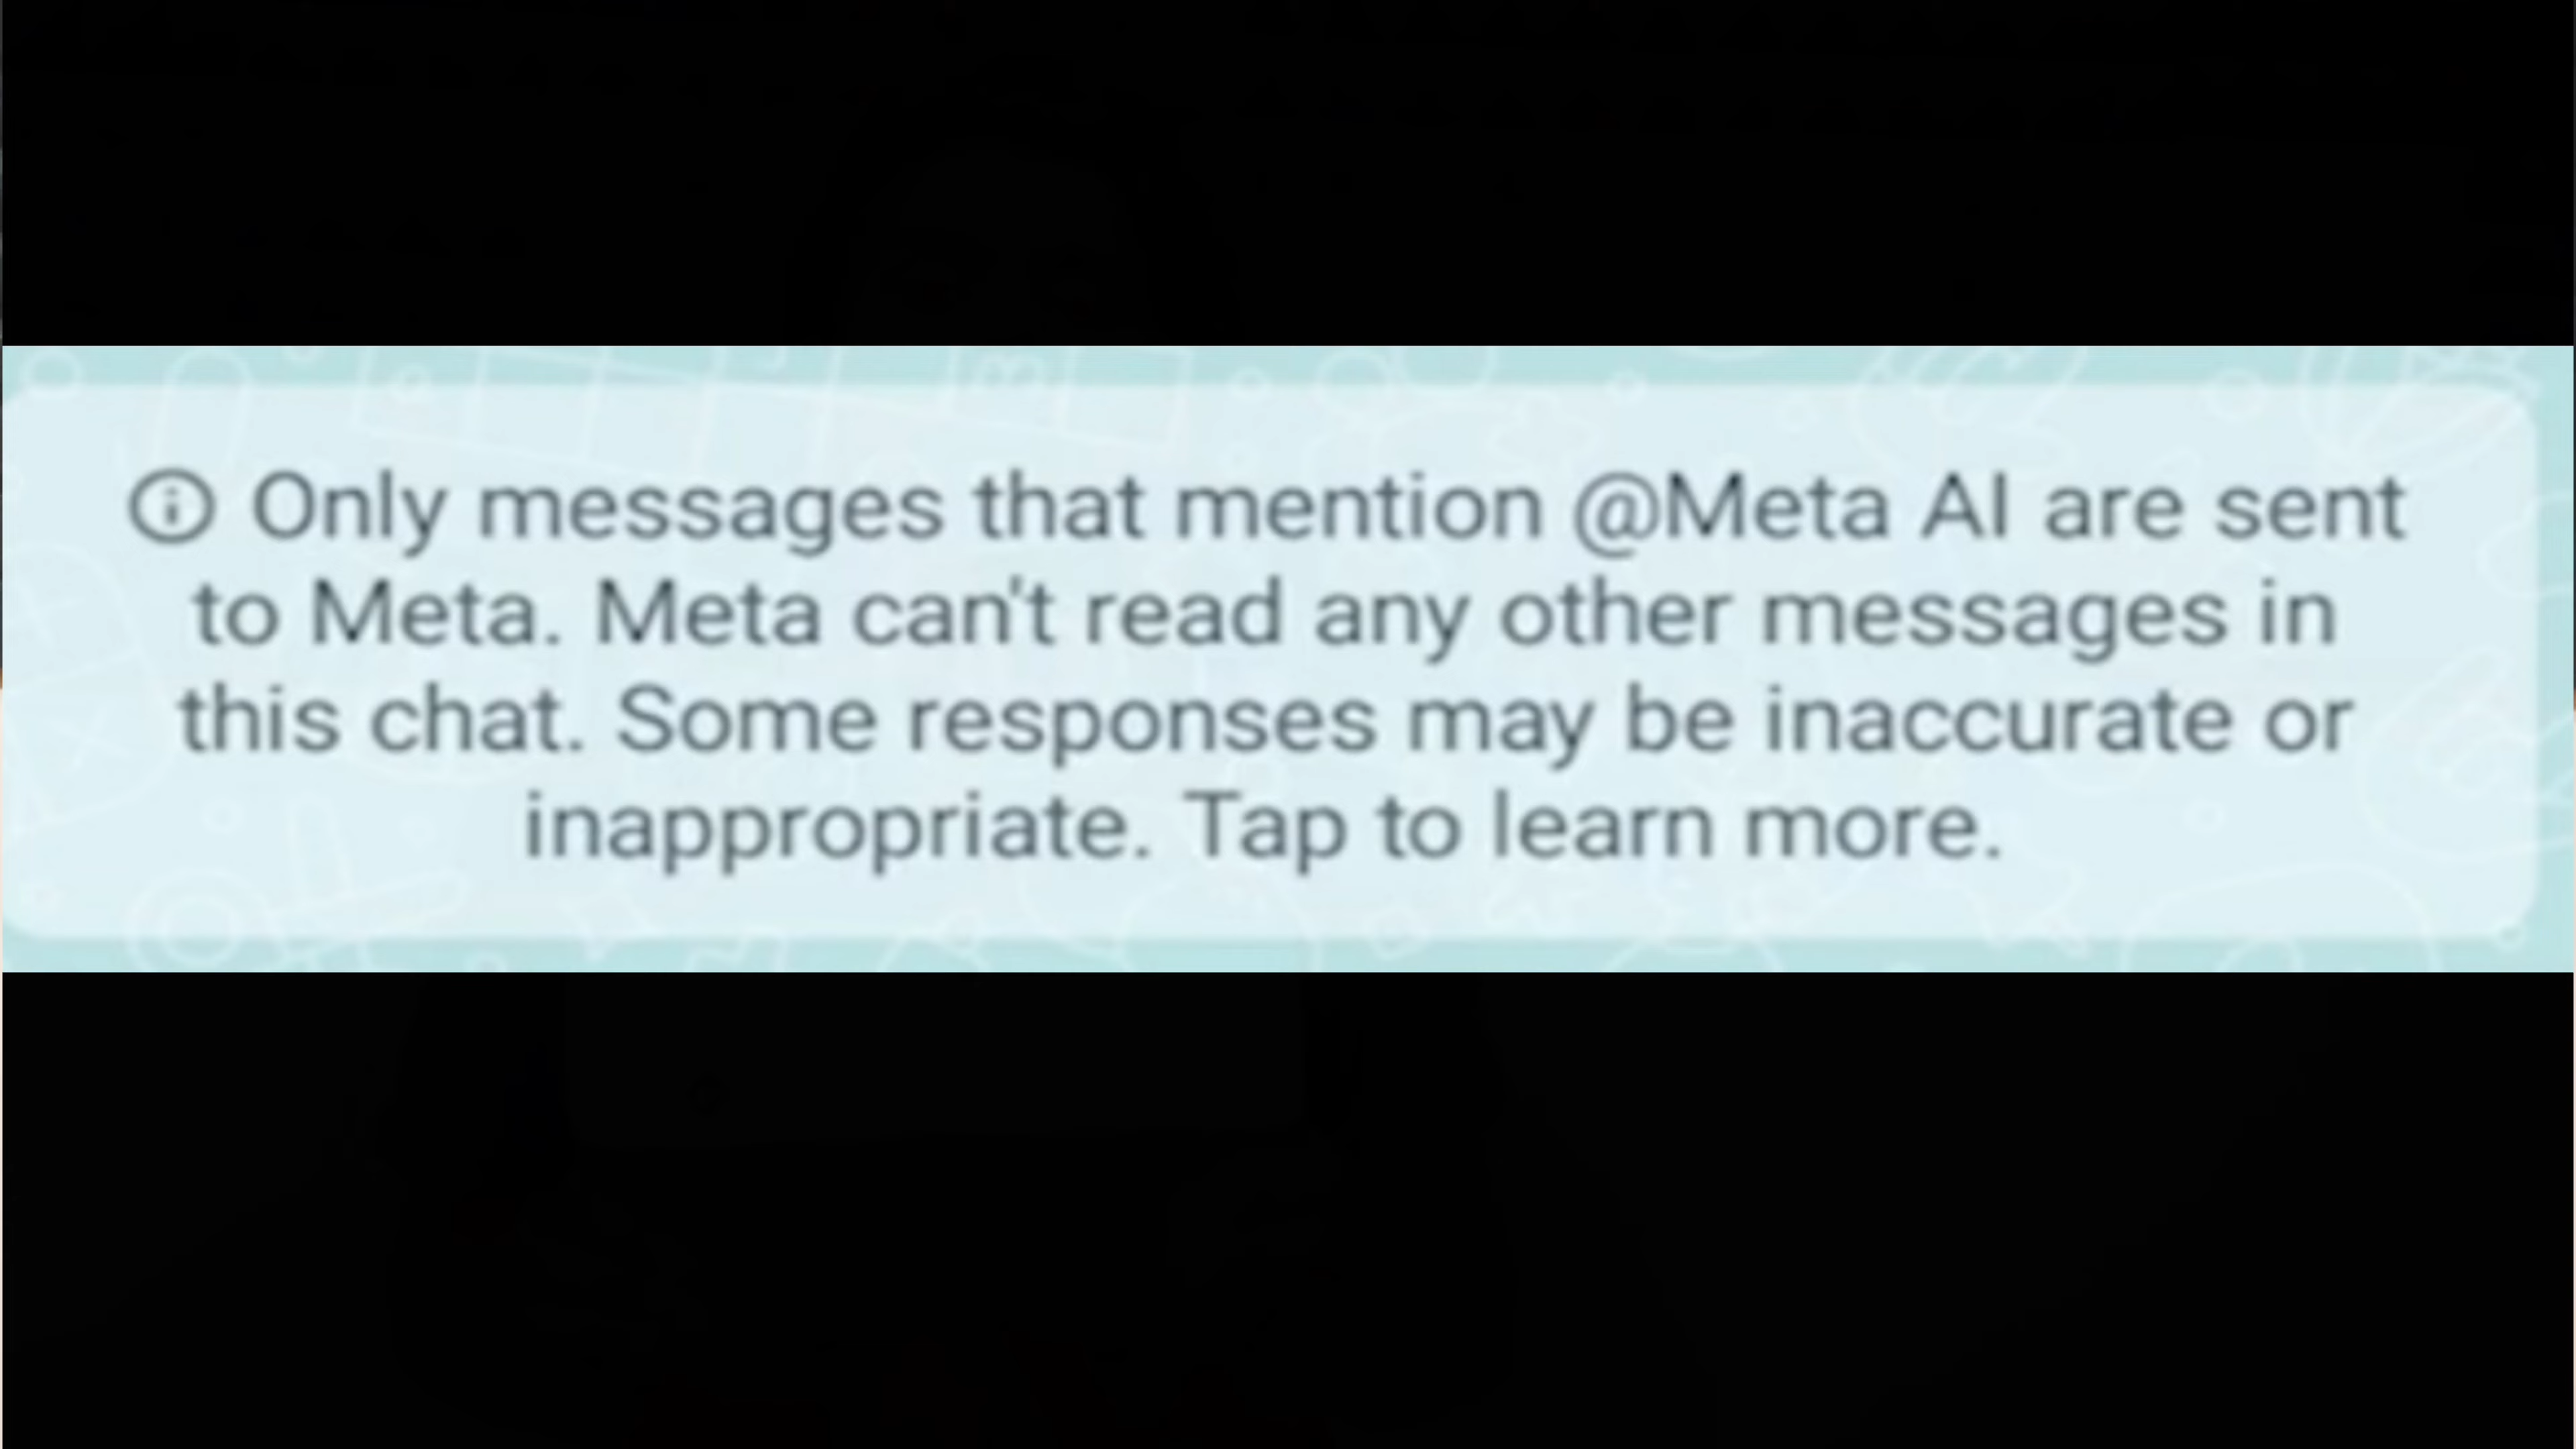 Only messages that mention @Meta AI are sent
to Meta. Meta can't read any other messages in
this chat. Some responses may be inaccurate or
inappropriate. Tap to learn more.